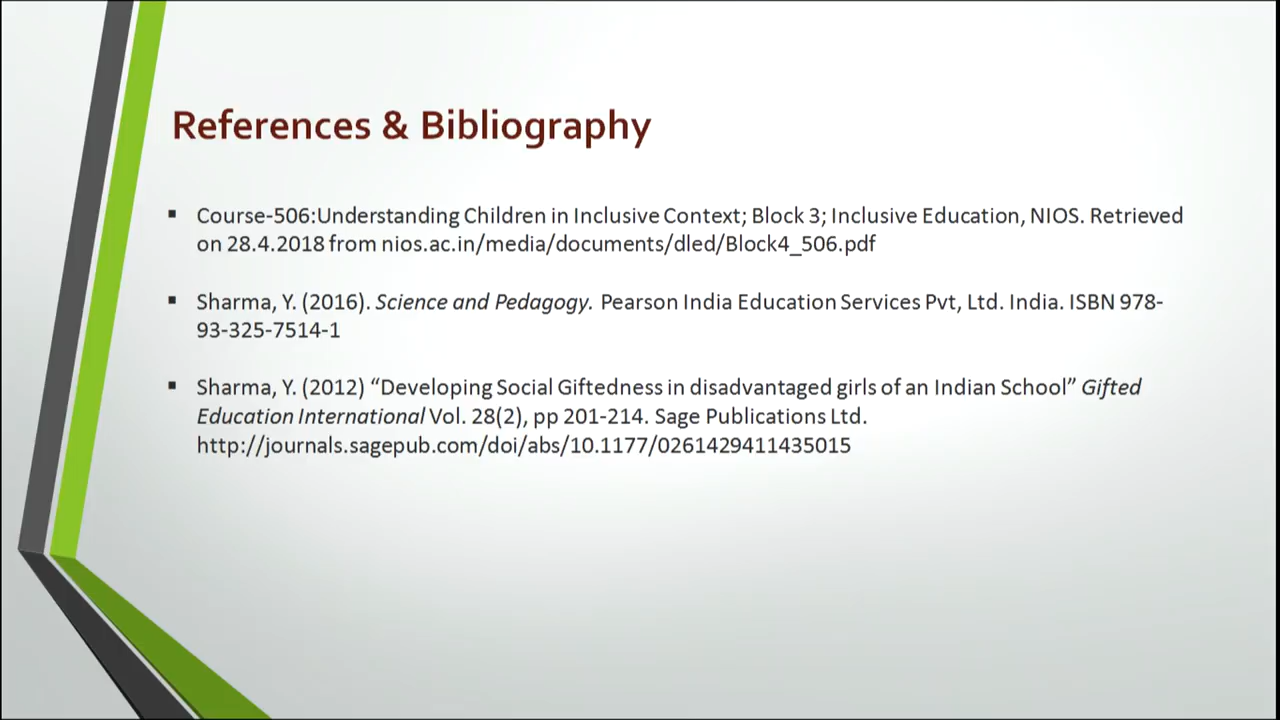 References & Bibliography
▪ Course-506:Understanding Children in Inclusive Context; Block 3; Inclusive Education, NIOS. Retrieved
on 28.4.2018 from nios.ac.in/media/documents/dled/Block4_506.pdf
▪ Sharma, Y. (2016). Science and Pedagogy. Pearson India Education Services Pvt, Ltd. India. ISBN 978-
93-325-7514-1
▪ Sharma, Y. (2012) “Developing Social Giftedness in disadvantaged girls of an Indian School” Gifted
Education International Vol. 28(2), pp 201-214. Sage Publications Ltd.
http://journals.sagepub.com/doi/abs/10.1177/0261429411435015